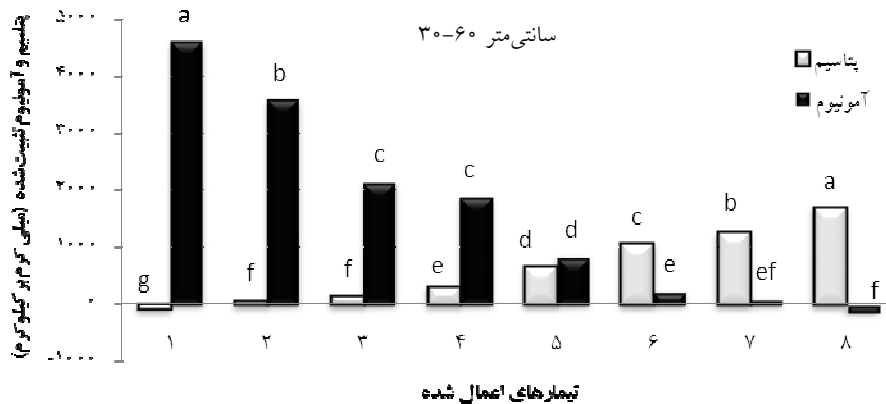 سانتی‌متر ۶۰-۳۰
پتاسیم
آمونیوم
پتاسیم و آمونیوم تثبیت‌شده (میلی گرم بر کیلوگرم)
۵۰۰۰
۴۰۰۰
۳۰۰۰
۲۰۰۰
۱۰۰۰
۰
-۱۰۰۰
a
b
c
c
a
b
c
d
d
e
e
ef
f
f
f
g
۱ ۲ ۳ ۴ ۵ ۶ ۷ ۸
تیمارهای اعمال شده